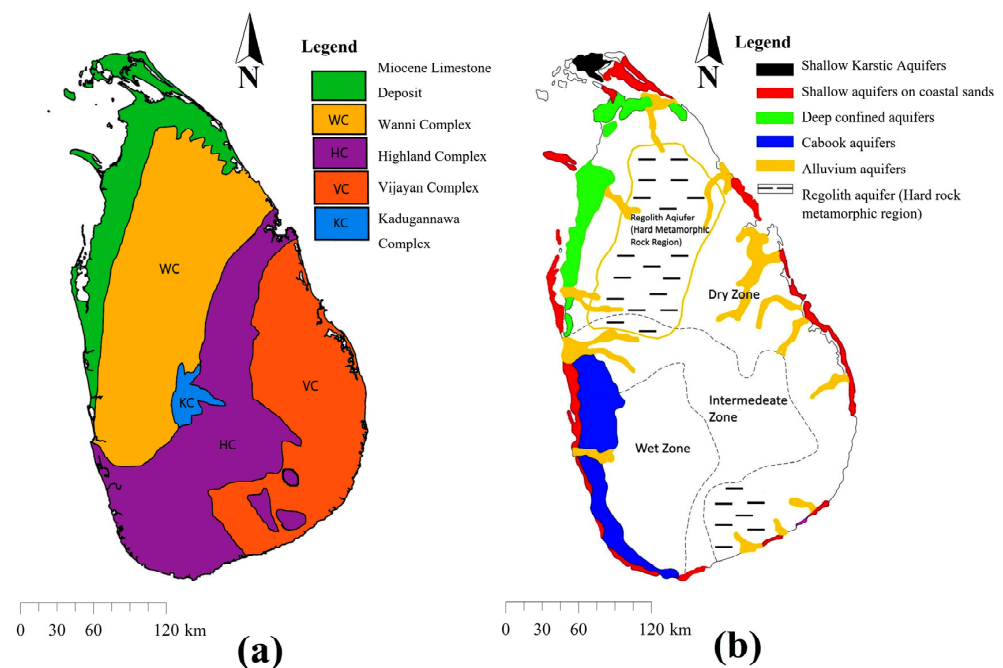 N
Legend
Miocene Limestone
Deposit
WC
Wanni Complex
HC
Highland Complex
VC
Vijayan Complex
KC
Kadugannawa
Complex
WC
KC
VC
HC
0 30 60 120 km
(a)
N
Legend
Shallow Karstic Aquifers
Shallow aquifers on coastal sands
Deep confined aquifers
Cabook aquifers
Alluvium aquifers
Regolith aquifer (Hard rock
metamorphic region)
Regolith Aqiufer
(Hard Metamorphic
Rock Region)
Dry Zone
Intermedeate
Zone
Wet Zone
0 30 60 120 km
(b)